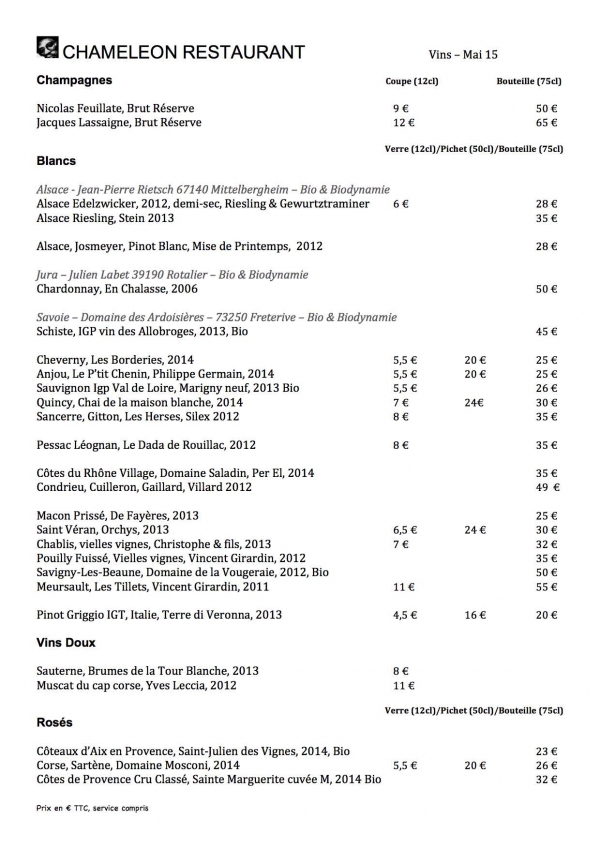 CHAMELEON RESTAURANT Vins – Mai 15
Champagnes Coupe (12cl) Bouteille (75cl)
Nicolas Feuillate, Brut Réserve 9 € 50 €
Jacques Lassaigne, Brut Réserve 12 € 65 €
Verre (12cl)/Pichet (50cl)/Bouteille (75cl)
Blancs
Alsace - Jean-Pierre Rietsch 67140 Mittelbergheim – Bio & Biodynamie
Alsace Edelzwicker, 2012, demi-sec, Riesling & Gewurtztraminer 6 € 28 €
Alsace Riesling, Stein 2013 35 €
Alsace, Josmeyer, Pinot Blanc, Mise de Printemps, 2012 28 €
Jura – Julien Labet 39190 Rotalier – Bio & Biodynamie
Chardonnay, En Chalasse, 2006 50 €
Savoie – Domaine des Ardoisières – 73250 Freterive – Bio & Biodynamie
Schiste, IGP vin des Allobroges, 2013, Bio 45 €
Cheverny, Les Borderies, 2014 5,5 € 20 € 25 €
Anjou, Le P'tit Chenin, Philippe Germain, 2014 5,5 € 20 € 25 €
Sauvignon Igp Val de Loire, Marigny neuf, 2013 Bio 5,5 € 26 €
Quincy, Chai de la maison blanche, 2014 7 € 24€ 30 €
Sancerre, Gitton, Les Herses, Silex 2012 8 € 35 €
Pessac Léognan, Le Dada de Rouillac, 2012 8 € 35 €
Côtes du Rhône Village, Domaine Saladin, Per El, 2014 35 €
Condrieu, Cuilleron, Gaillard, Villard 2012 49 €
Macon Prissé, De Fayères, 2013 25 €
Saint Véran, Orchys, 2013 6,5 € 24 € 30 €
Chablis, vielles vignes, Christophe & fils, 2013 7 € 32 €
Pouilly Fuissé, Vielles vignes, Vincent Girardin, 2012 35 €
Savigny-Les-Beaune, Domaine de la Vougeraie, 2012, Bio 50 €
Meursault, Les Tillets, Vincent Girardin, 2011 11 € 55 €
Pinot Griggio IGT, Italie, Terre di Veronna, 2013 4,5 € 16 € 20 €
Vins Doux
Sauterne, Brumes de la Tour Blanche, 2013 8 €
Muscat du cap corse, Yves Leccia, 2012 11 €
Verre (12cl)/Pichet (50cl)/Bouteille (75cl)
Rosés
Côteaux d'Aix en Provence, Saint-Julien des Vignes, 2014, Bio 23 €
Corse, Sartène, Domaine Mosconi, 2014 5,5 € 20 € 26 €
Côtes de Provence Cru Classé, Sainte Marguerite cuvée M, 2014 Bio 32 €
Prix en € TTC, service compris